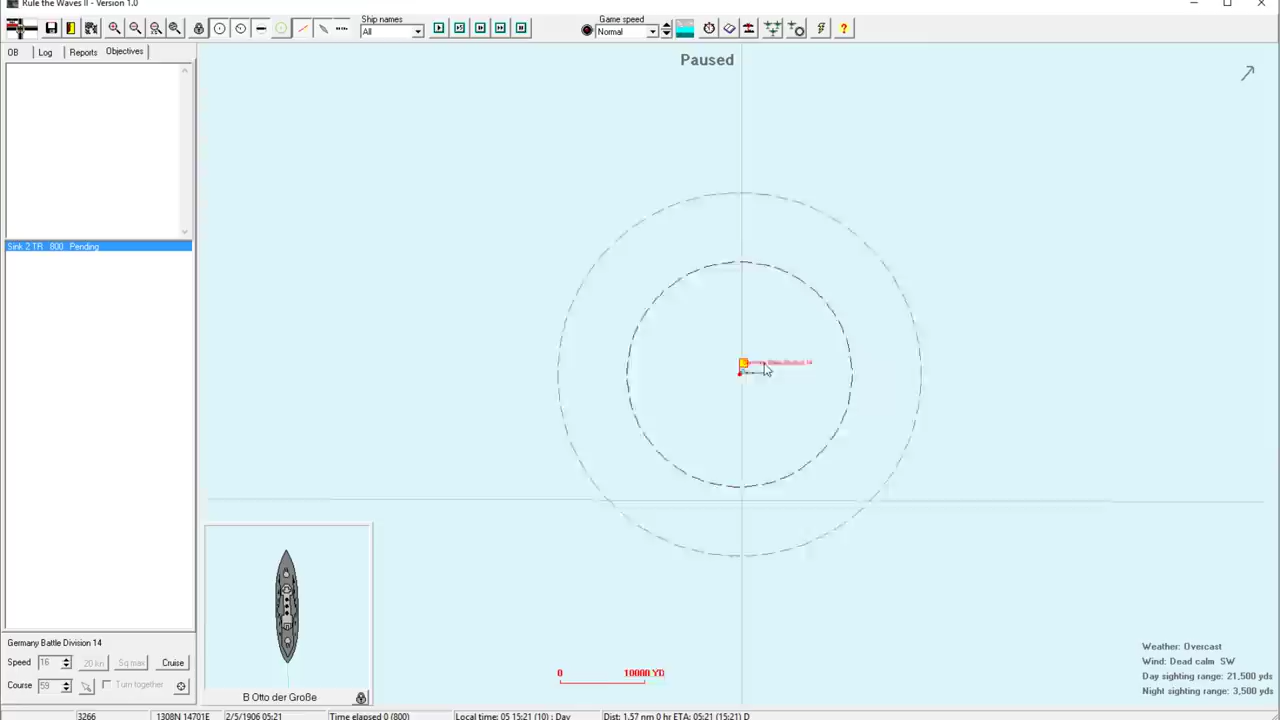 Rule the Waves II - Version 1.0
Ship names
All
Game speed
Normal
OB Log Reports Objectives
Paused
Sink 2 TR 800 Pending
Germany Battle Division 14
Speed 16 20 kn Sq max Cruise
Course 59 Turn together
B Otto der Große
0 10000 YD
Weather: Overcast
Wind: Dead calm SW
Day sighting range: 21,500 yds
Night sighting range: 3,500 yds
3266 1308N 14701E 2/5/1906 05:21 Time elapsed 0 (800) Local time: 05 15:21 (10) : Day Dist: 1.57 nm 0 hr ETA: 05:21 (15:21) D